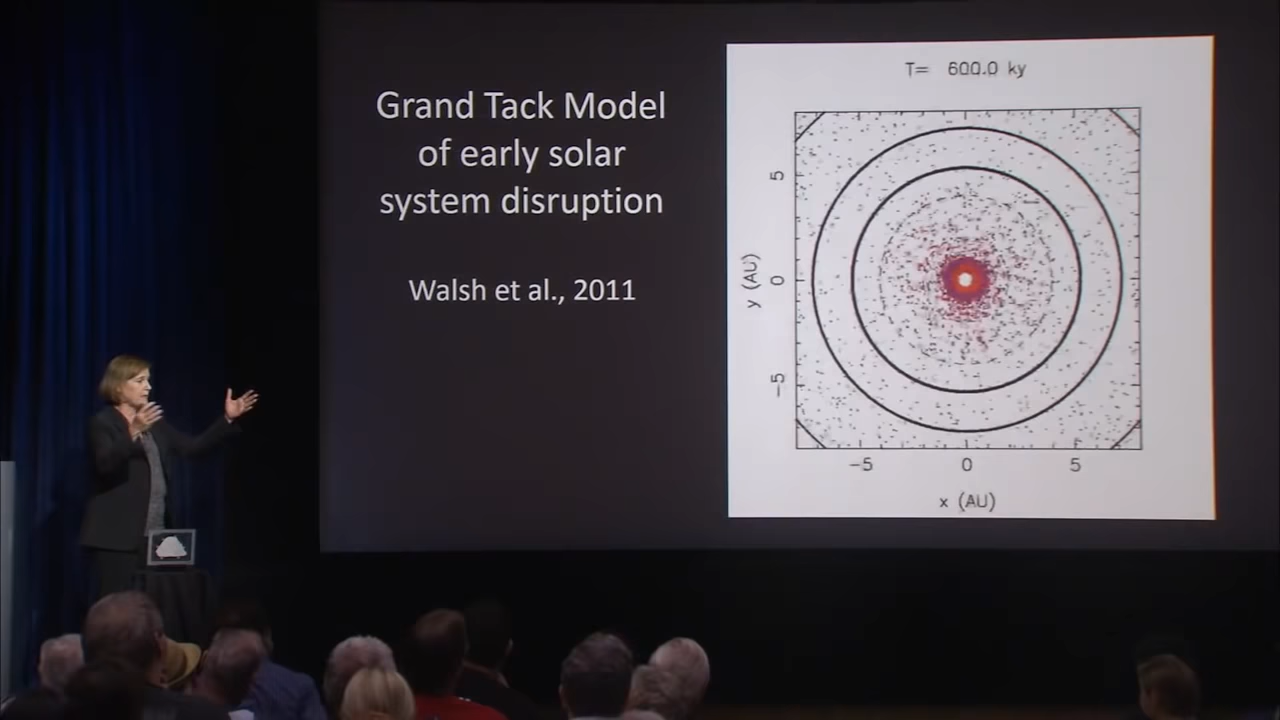 Grand Tack Model
of early solar
system disruption
Walsh et al., 2011
T= 600.0 ky
5
0
−5
y (AU)
−5
0
5
x (AU)